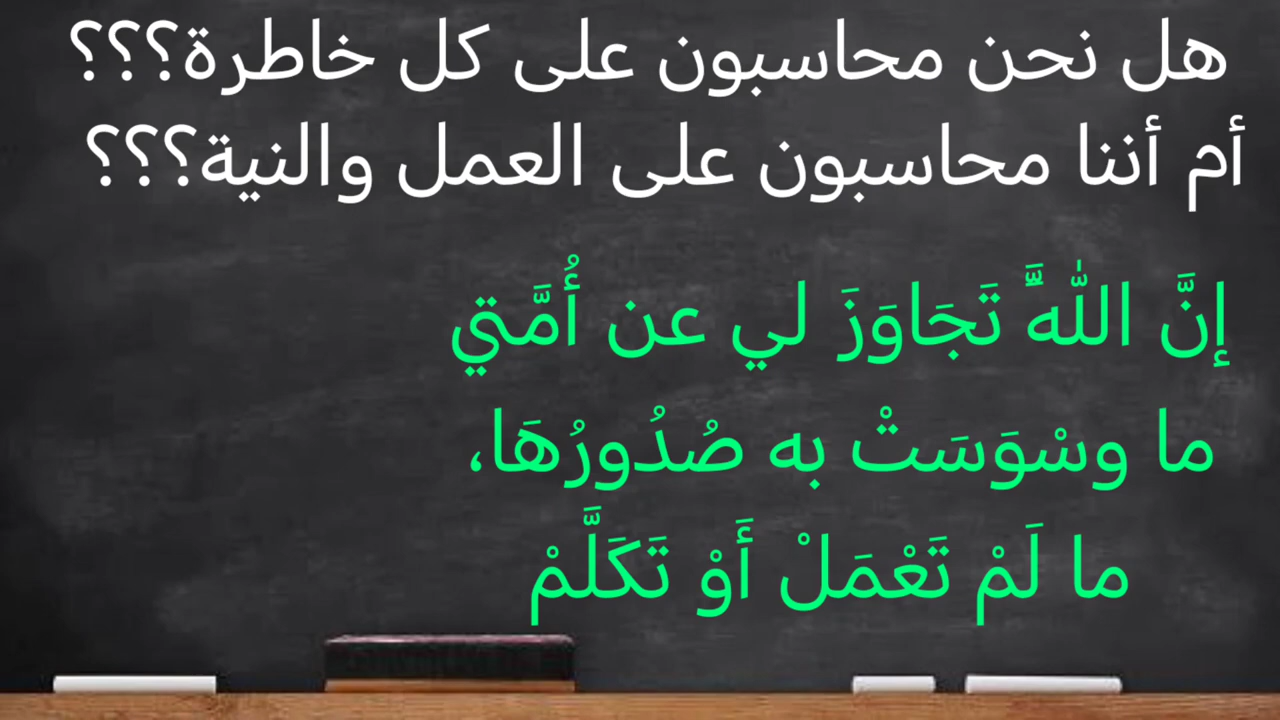 هل نحن محاسبون على كل خاطرة؟؟؟
أم أننا محاسبون على العمل والنية؟؟؟
إنَّ اللَّهَ تَجَاوَزَ لي عن أُمَّتي
ما وسْوَسَتْ به صُدُورُهَا،
ما لَمْ تَعْمَلْ أَوْ تَكَلَّمْ